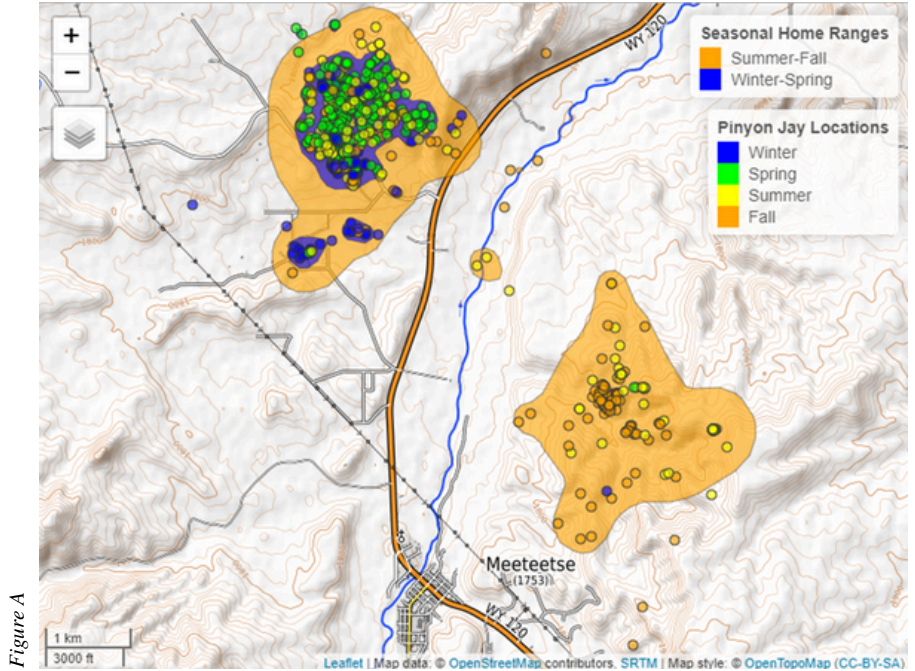 +
WY 120
Seasonal Home Ranges
Summer-Fall
Winter-Spring
−
Pinyon Jay Locations
Winter
Spring
Summer
Fall
Meeteetse
(1753)
WY 120
Figure A
1 km
3000 ft
Leaflet | Map data: © OpenStreetMap contributors, SRTM | Map style: © OpenTopoMap (CC-BY-SA)